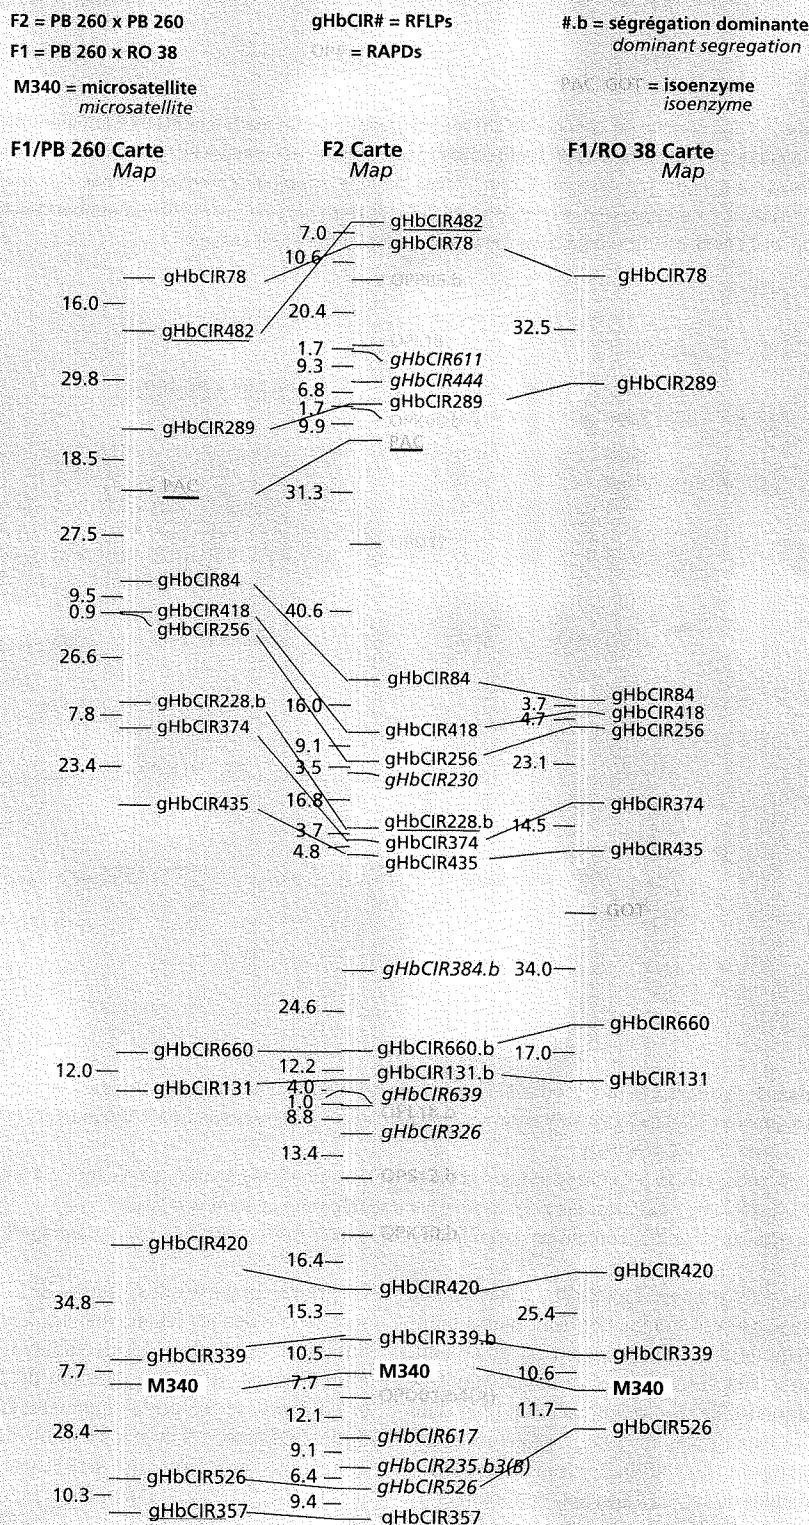 F2 = PB 260 x PB 260
gHbCIR# = RFLPs
#.b = ségrégation dominante
dominant segregation
F1 = PB 260 x RO 38
OP# = RAPDs
M340 = microsatellite
microsatellite
PAC, GOT = isoenzyme
isoenzyme
F1/PB 260 Carte
Map
F2 Carte
Map
F1/RO 38 Carte
Map
gHbCIR78
16.0
gHbCIR482
29.8
gHbCIR289
18.5
PAC
27.5
gHbCIR84
9.5
0.9
gHbCIR418
gHbCIR256
26.6
gHbCIR228.b
7.8
gHbCIR374
23.4
gHbCIR435
gHbCIR660
12.0
gHbCIR131
gHbCIR420
34.8
gHbCIR339
7.7
M340
28.4
gHbCIR526
10.3
gHbCIR357
gHbCIR482
7.0
gHbCIR78
10.6
20.4
1.7
gHbCIR611
9.3
gHbCIR444
6.8
gHbCIR289
1.7
9.9
PAC
31.3
40.6
gHbCIR84
16.0
gHbCIR418
9.1
gHbCIR256
3.5
gHbCIR230
16.8
gHbCIR228.b
3.7
gHbCIR374
4.8
gHbCIR435
gHbCIR384.b
24.6
gHbCIR660.b
12.2
gHbCIR131.b
4.0
gHbCIR639
1.0
8.8
gHbCIR326
13.4
OPS12.b
OPK10.b
16.4
gHbCIR420
15.3
gHbCIR339.b
10.5
M340
7.7
12.1
gHbCIR617
9.1
gHbCIR235.b3(B)
6.4
gHbCIR526
9.4
gHbCIR357
gHbCIR78
32.5
gHbCIR289
gHbCIR84
3.7
gHbCIR418
4.7
gHbCIR256
23.1
gHbCIR374
14.5
gHbCIR435
GOT
34.0
gHbCIR660
17.0
gHbCIR131
gHbCIR420
25.4
gHbCIR339
10.6
M340
11.7
gHbCIR526